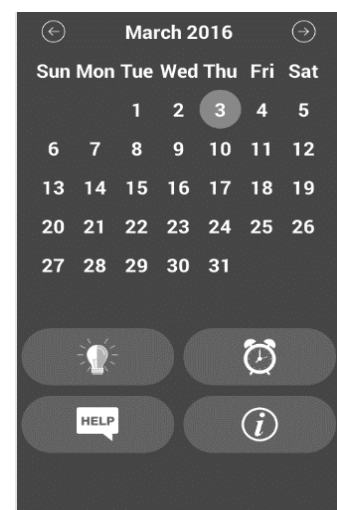 March 2016
Sun Mon Tue Wed Thu Fri Sat
1 2 3 4 5
6 7 8 9 10 11 12
13 14 15 16 17 18 19
20 21 22 23 24 25 26
27 28 29 30 31
HELP
i